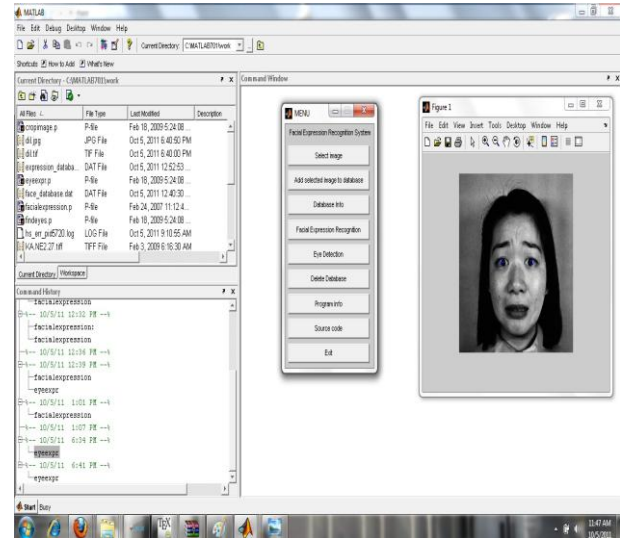 MATLAB
File Edit Debug Desktop Window Help
Current Directory: C:\MATLAB701\work
Shortcuts How to Add What's New
Current Directory - C:\MATLAB701\work
All Files File Type Last Modified Description
cropimage.p P-file Feb 18, 2009 5:24:08 ...
dil.jpg JPG File Oct 5, 2011 6:40:50 PM
dil.tif TIF File Oct 5, 2011 6:40:00 PM
expression_databa... DAT File Oct 5, 2011 12:52:53 ...
eyeexpr.p P-file Feb 18, 2009 5:24:08 ...
face_database.dat DAT File Oct 5, 2011 12:40:30 ...
facialexpression.p P-file Feb 24, 2007 11:12:4...
findeyes.p P-file Feb 18, 2009 5:24:08 ...
hs_err_pid5720.log LOG File Oct 5, 2011 9:10:55 AM
KA.NE2.27.tiff TIFF File Feb 3, 2009 6:16:30 AM
Current Directory Workspace
Command History
facialexpression
%-- 10/5/11 12:32 PM --%
facialexpression;
facialexpression
%-- 10/5/11 12:36 PM --%
%-- 10/5/11 12:39 PM --%
facialexpression
eyeexpr
%-- 10/5/11 1:01 PM --%
facialexpression
%-- 10/5/11 1:07 PM --%
%-- 10/5/11 6:34 PM --%
eyeexpr
%-- 10/5/11 6:41 PM --%
eyeexpr
Command Window
MENU
Facial Expression Recognition System
Select image
Add selected image to database
Database Info
Facial Expression Recognition
Eye Detection
Delete Database
Program info
Source code
Exit
Figure 1
File Edit View Insert Tools Desktop Window Help
Start Busy
TEX
11:47 AM
10/5/2011